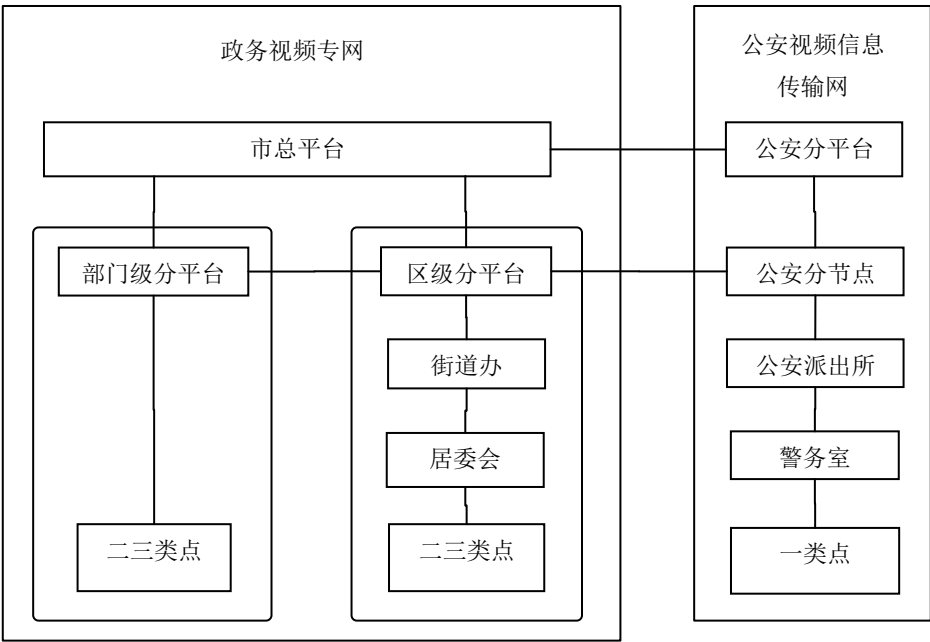 政务视频专网
公安视频信息
传输网
市总平台
公安分平台
部门级分平台
区级分平台
公安分节点
街道办
公安派出所
居委会
警务室
二三类点
二三类点
一类点